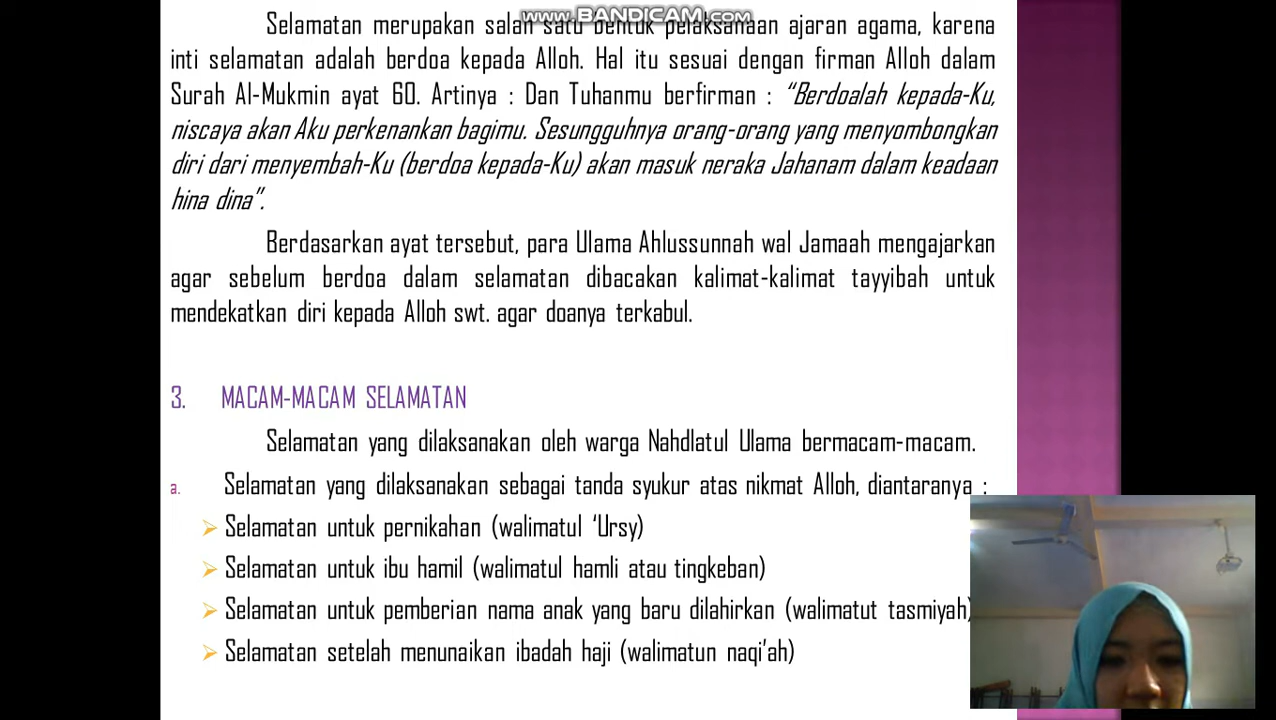 www.BANDICAM.com
Selamatan merupakan salah satu bentuk pelaksanaan ajaran agama, karena
inti selamatan adalah berdoa kepada Alloh. Hal itu sesuai dengan firman Alloh dalam
Surah Al-Mukmin ayat 60. Artinya : Dan Tuhanmu berfirman : “Berdoalah kepada-Ku,
niscaya akan Aku perkenankan bagimu. Sesungguhnya orang-orang yang menyombongkan
diri dari menyembah-Ku (berdoa kepada-Ku) akan masuk neraka Jahanam dalam keadaan
hina dina”.
Berdasarkan ayat tersebut, para Ulama Ahlussunnah wal Jamaah mengajarkan
agar sebelum berdoa dalam selamatan dibacakan kalimat-kalimat tayyibah untuk
mendekatkan diri kepada Alloh swt. agar doanya terkabul.
3. MACAM-MACAM SELAMATAN
Selamatan yang dilaksanakan oleh warga Nahdlatul Ulama bermacam-macam.
a. Selamatan yang dilaksanakan sebagai tanda syukur atas nikmat Alloh, diantaranya :
Selamatan untuk pernikahan (walimatul ‘Ursy)
Selamatan untuk ibu hamil (walimatul hamli atau tingkeban)
Selamatan untuk pemberian nama anak yang baru dilahirkan (walimatut tasmiyah)
Selamatan setelah menunaikan ibadah haji (walimatun naqi’ah)